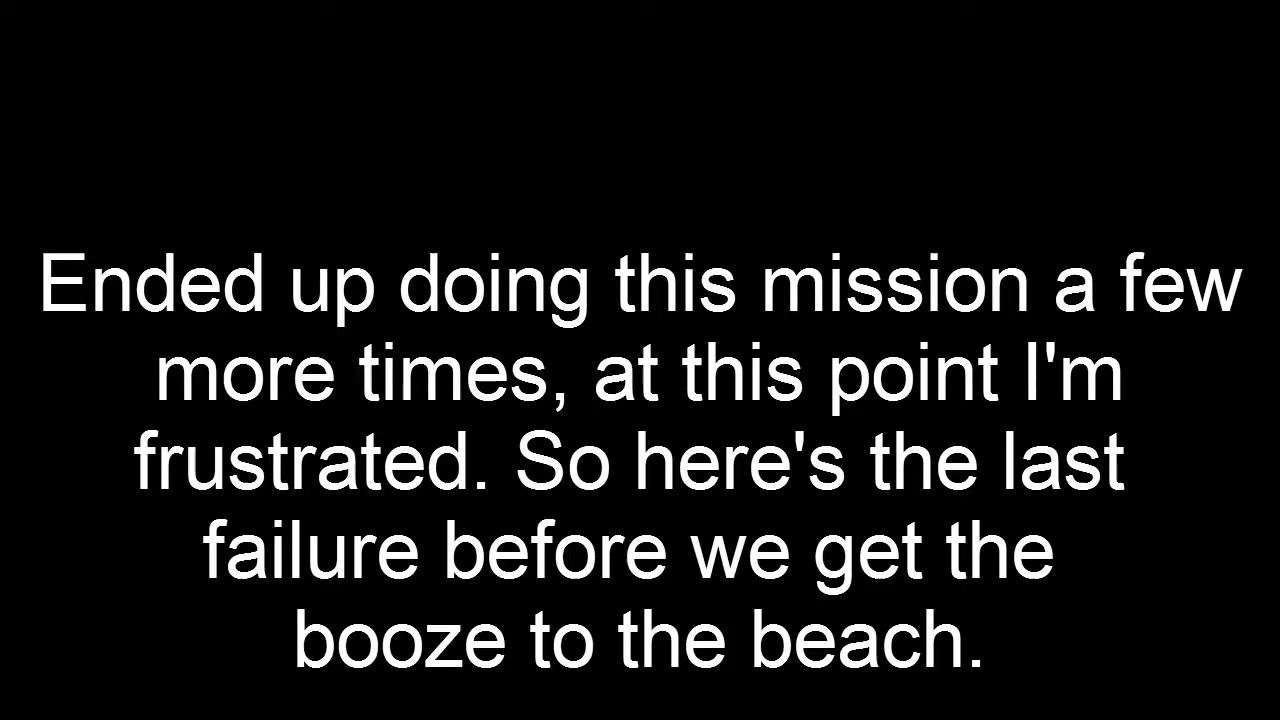 Ended up doing this mission a few
more times, at this point I'm
frustrated. So here's the last
failure before we get the
booze to the beach.